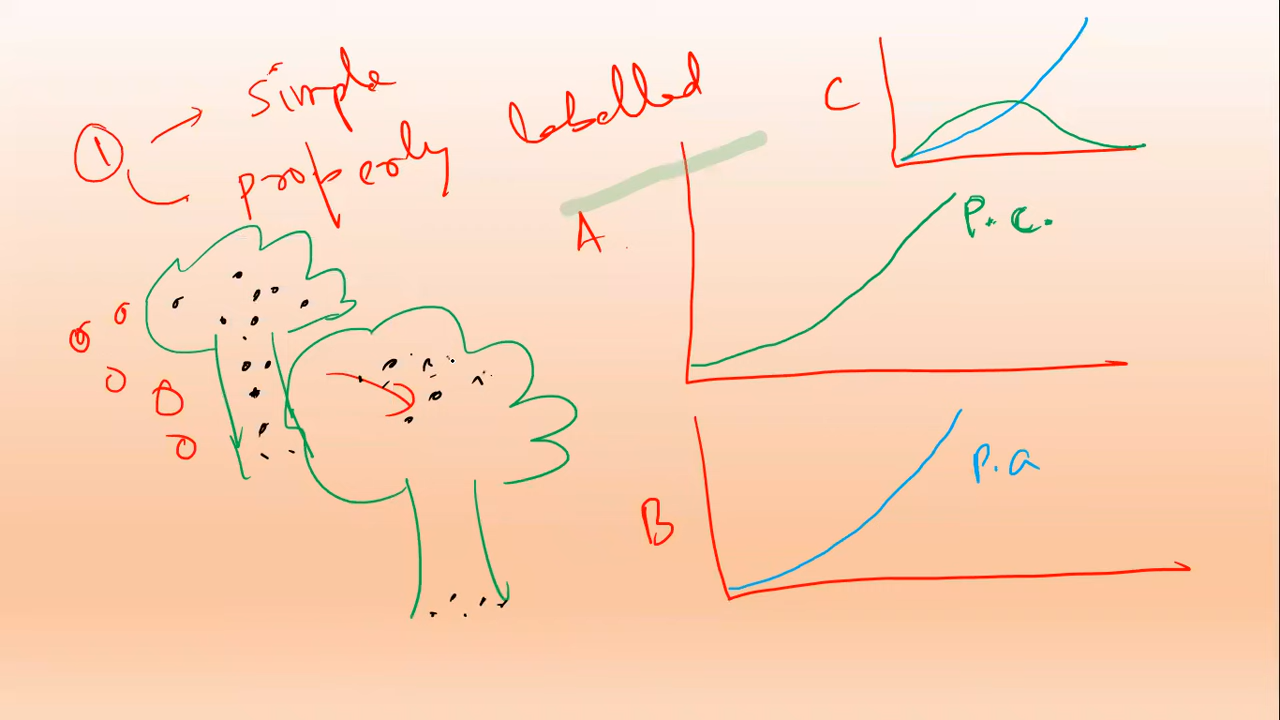 ① → simple
properly labelled
A
P. C.
B
P. a
C